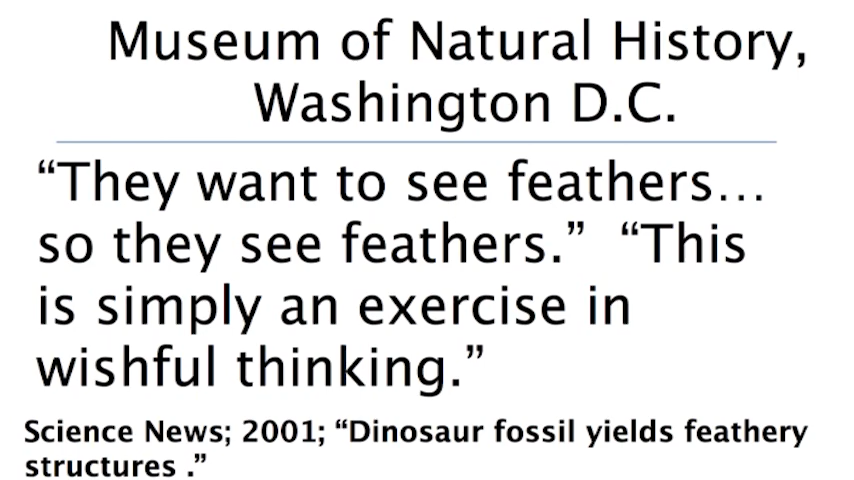 Museum of Natural History,
Washington D.C.
“They want to see feathers…
so they see feathers.”  “This
is simply an exercise in
wishful thinking.”
Science News; 2001; “Dinosaur fossil yields feathery
structures .”